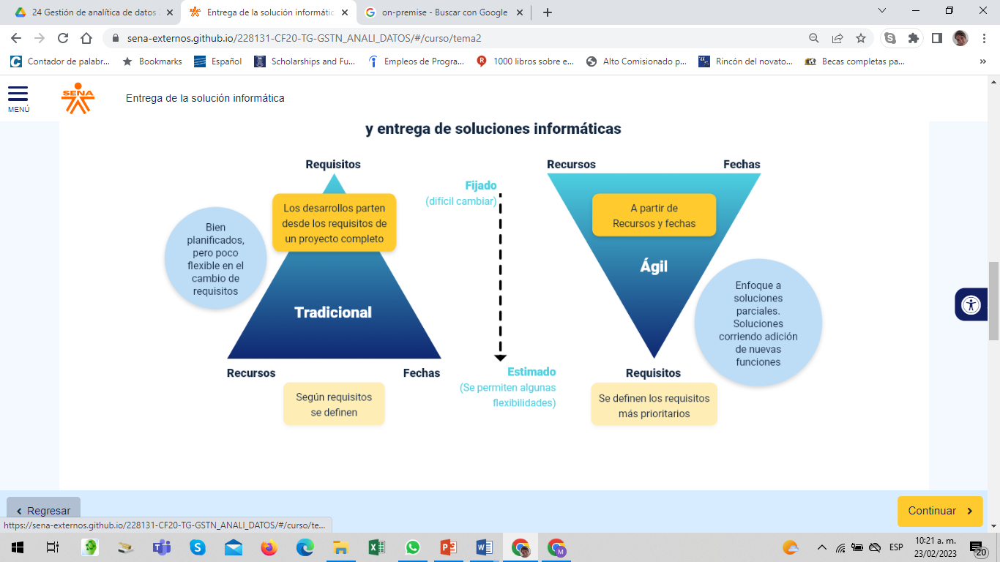 24 Gestión de analítica de datos
Entrega de la solución informátic
on-premise - Buscar con Google
sena-externos.github.io/228131-CF20-TG-GSTN_ANALI_DATOS/#/curso/tema2
Contador de palabr...
Bookmarks
Español
Scholarships and Fu...
Empleos de Progra...
1000 libros sobre e...
Alto Comisionado p...
Rincón del novato...
Becas completas pa...
MENÚ
SENA
Entrega de la solución informática
y entrega de soluciones informáticas
Requisitos
Los desarrollos parten
desde los requisitos de
un proyecto completo
Bien
planificados,
pero poco
flexible en el
cambio de
requisitos
Tradicional
Recursos
Fechas
Según requisitos
se definen
Fijado
(difícil cambiar)
Estimado
(Se permiten algunas
flexibilidades)
Recursos
Fechas
A partir de
Recursos y fechas
Ágil
Enfoque a
soluciones
parciales.
Soluciones
corriendo adición
de nuevas
funciones
Requisitos
Se definen los requisitos
más prioritarios
Regresar
Continuar
https://sena-externos.github.io/228131-CF20-TG-GSTN_ANALI_DATOS/#/curso/te...
ESP
10:21 a. m.
23/02/2023
20